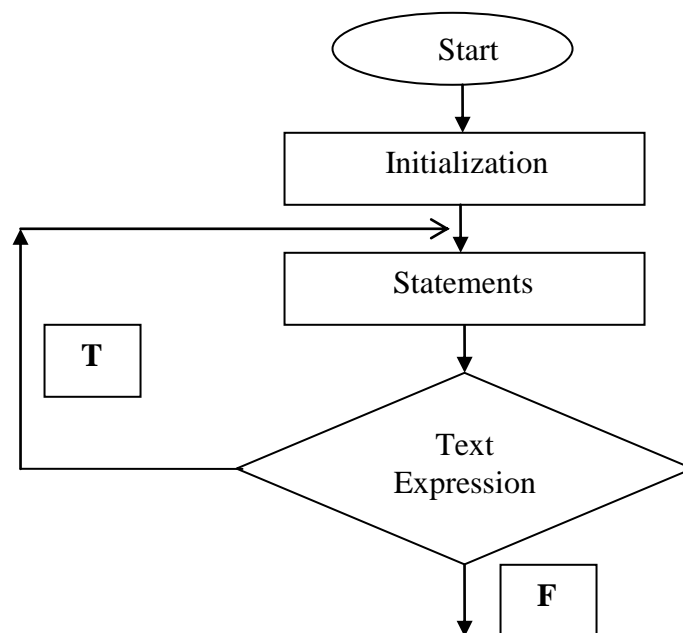 Start
Initialization
Statements
T
Text
Expression
F